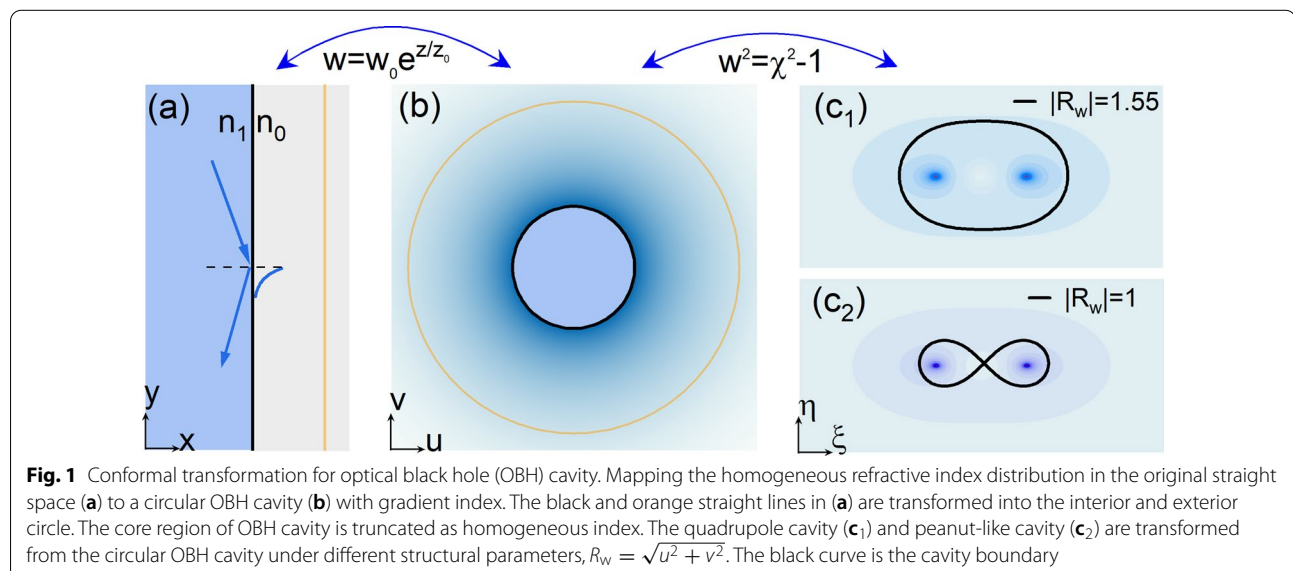 w=w₀e^{z/z₀}
w²=χ²-1
(a)
n₁ n₀
y
x
(b)
v
u
(c₁)
|R_w|=1.55
(c₂)
|R_w|=1
η
ξ
Fig. 1 Conformal transformation for optical black hole (OBH) cavity. Mapping the homogeneous refractive index distribution in the original straight
space (a) to a circular OBH cavity (b) with gradient index. The black and orange straight lines in (a) are transformed into the interior and exterior
circle. The core region of OBH cavity is truncated as homogeneous index. The quadrupole cavity (c₁) and peanut-like cavity (c₂) are transformed
from the circular OBH cavity under different structural parameters, R_w = √(u² + v²). The black curve is the cavity boundary